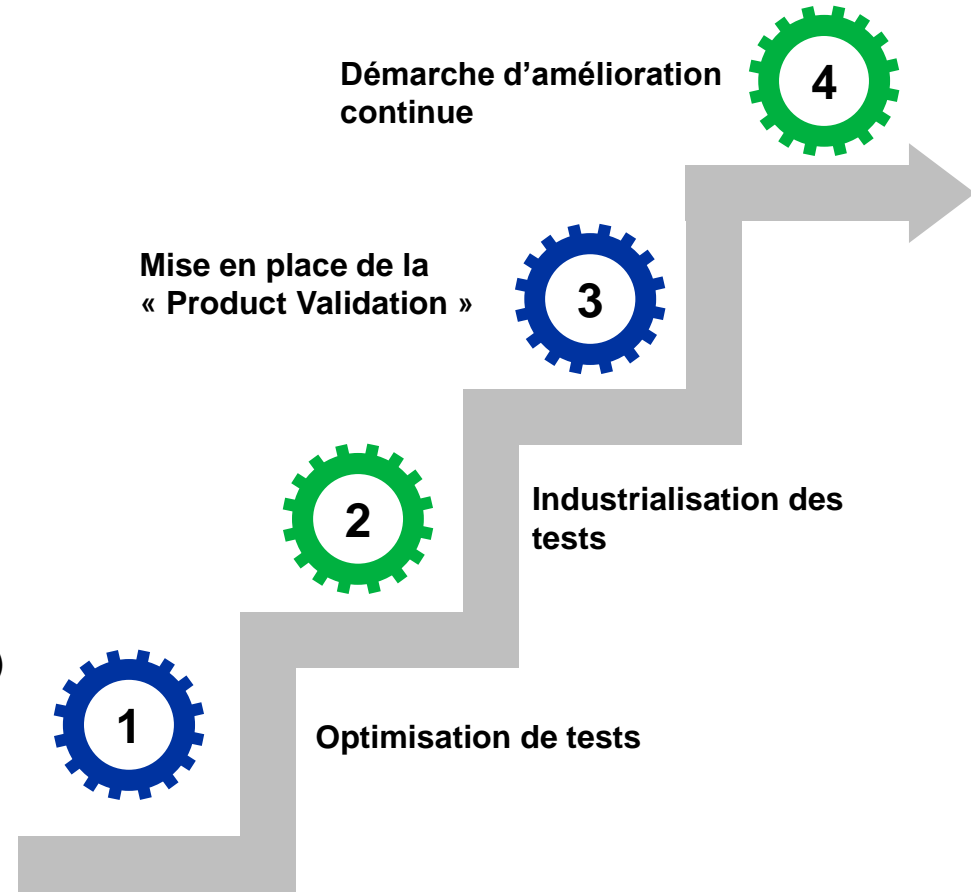 Démarche d’amélioration
continue
4
Mise en place de la
« Product Validation »
3
2
Industrialisation des
tests
)
1
Optimisation de tests